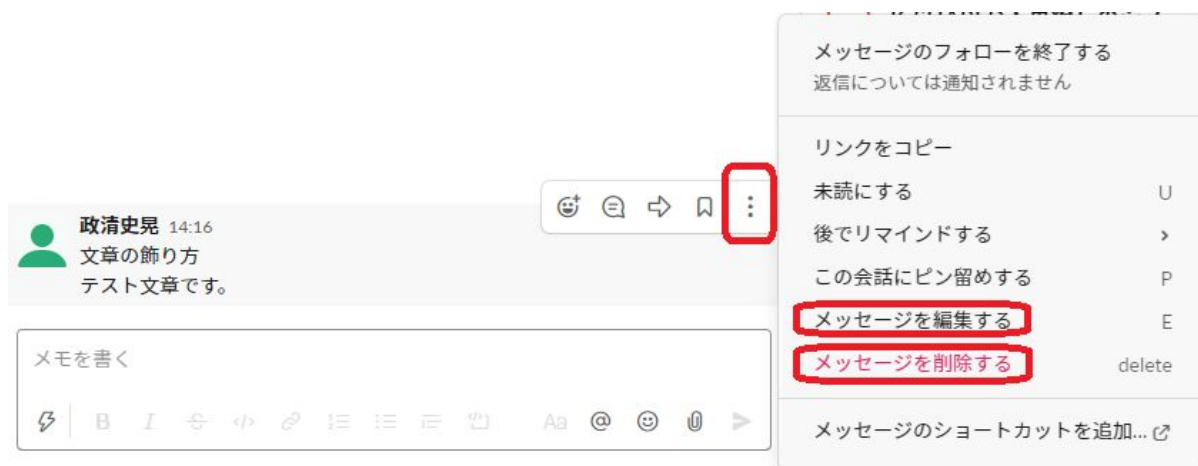 メッセージのフォローを終了する
返信については通知されません
リンクをコピー
未読にする U
後でリマインドする
この会話にピン留めする P
メッセージを編集する E
メッセージを削除する delete
メッセージのショートカットを追加...
政清史晃 14:16
文章の飾り方
テスト文章です。
メモを書く
B I S </> Aa @